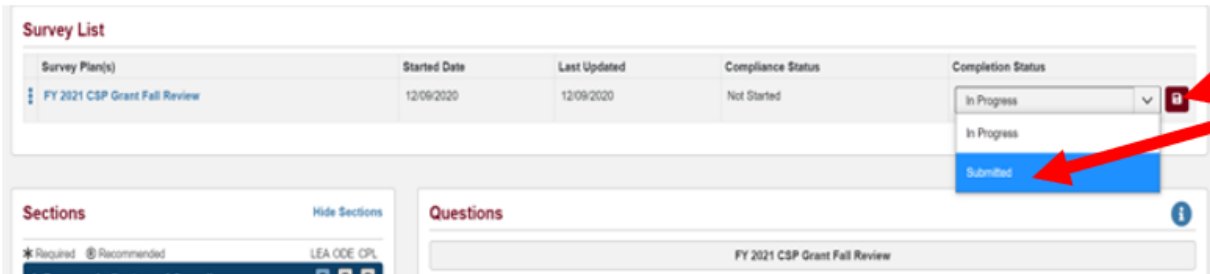 Survey List
Survey Plan(s) Started Date Last Updated Compliance Status Completion Status
FY 2021 CSP Grant Fall Review 12/09/2020 12/09/2020 Not Started In Progress
In Progress
Submitted
Sections Hide Sections Questions
* Required ® Recommended LEA ODE CPL FY 2021 CSP Grant Fall Review